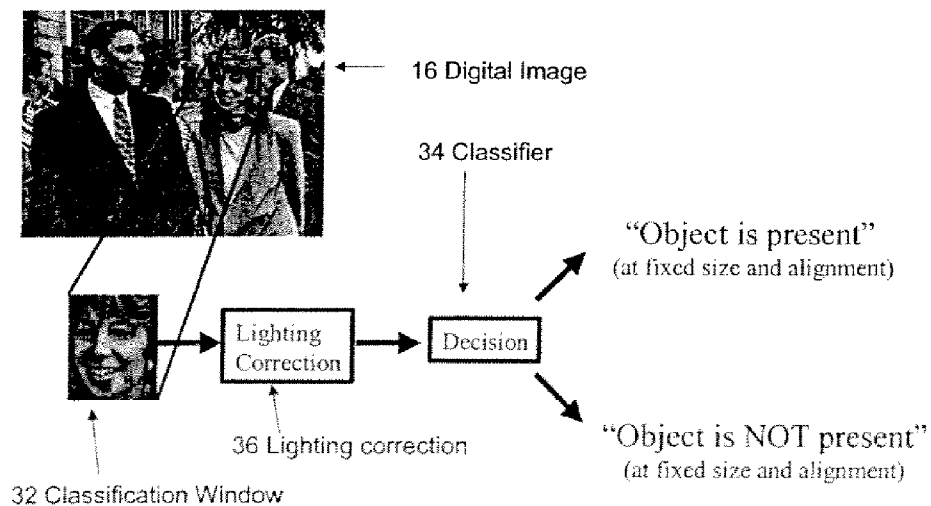 16 Digital Image
34 Classifier
“Object is present”
(at fixed size and alignment)
Lighting
Correction
Decision
36 Lighting correction
“Object is NOT present”
(at fixed size and alignment)
32 Classification Window